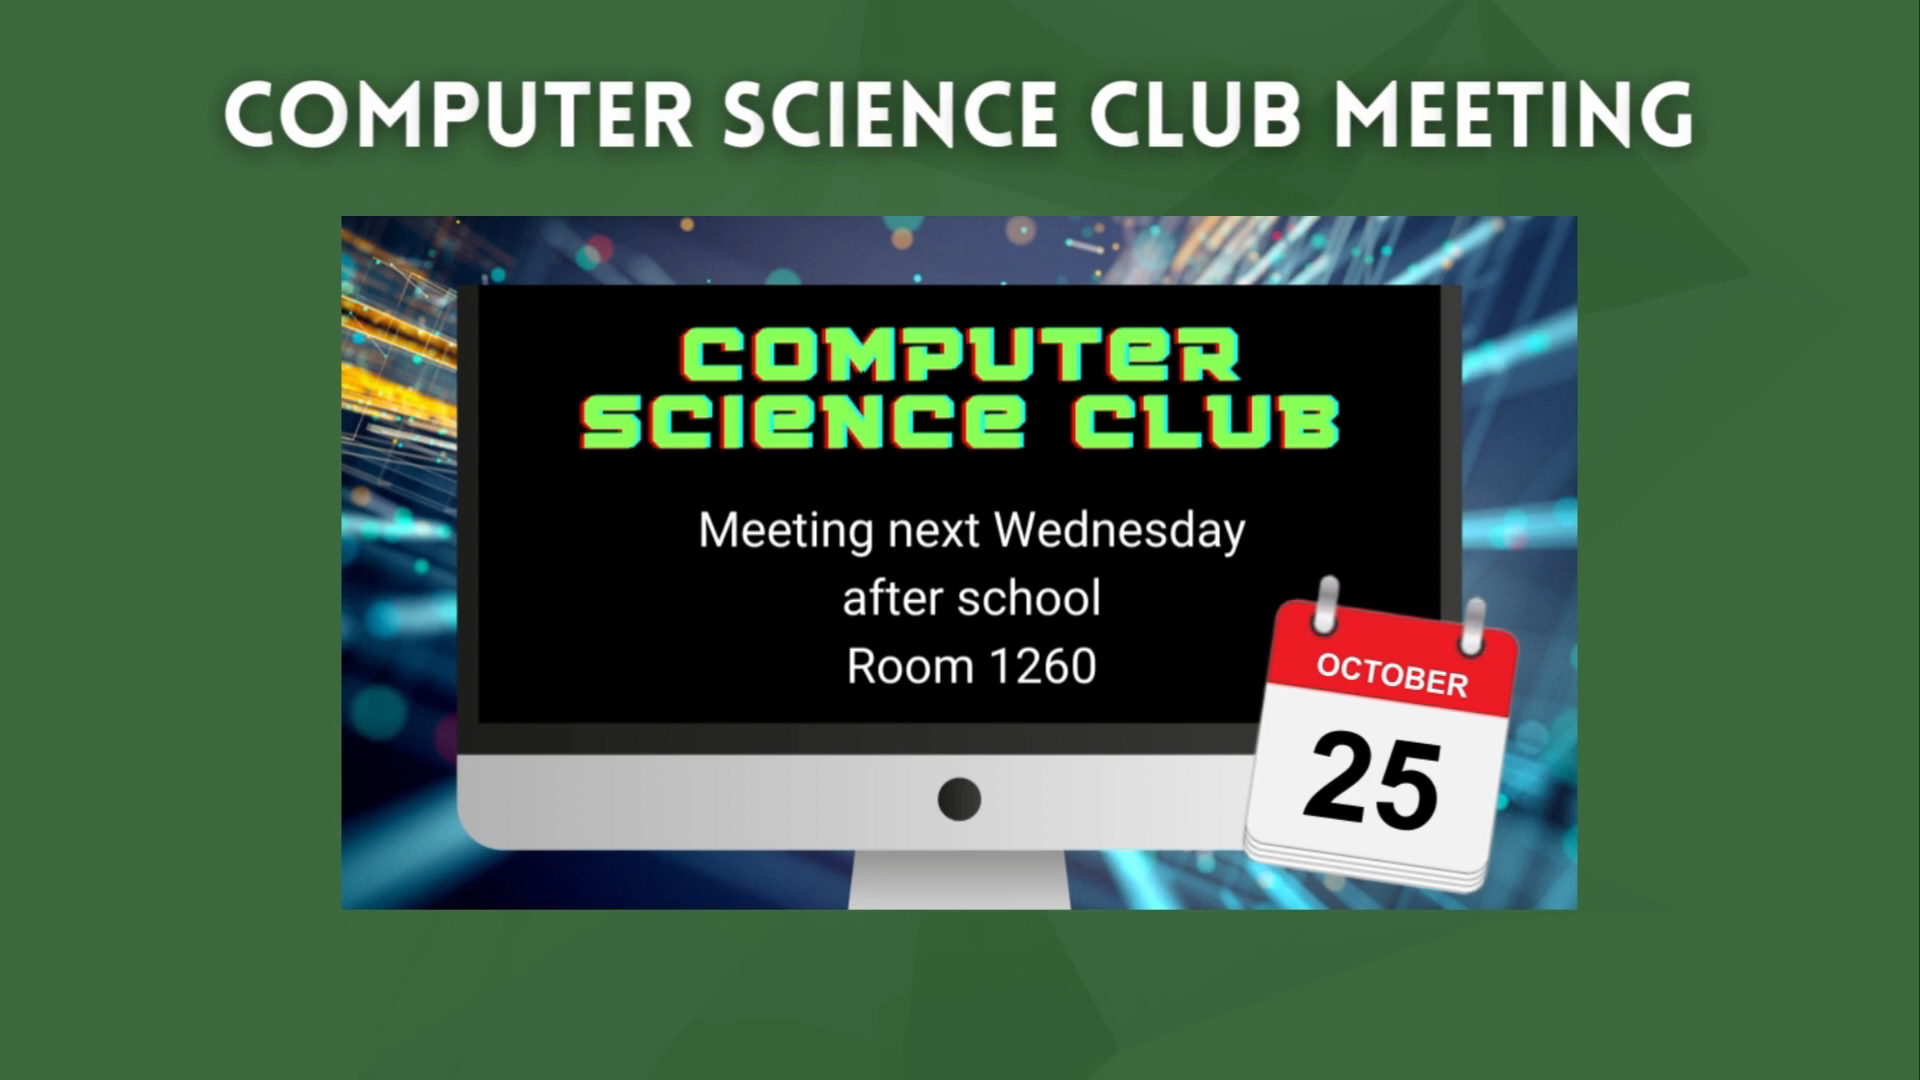 COMPUTER SCIENCE CLUB MEETING
COMPUTER
SCIENCE CLUB
Meeting next Wednesday
after school
Room 1260
OCTOBER
25